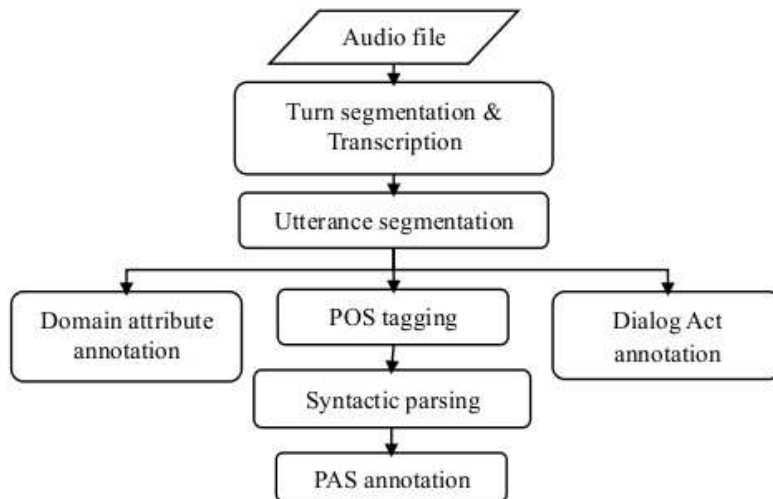 Audio file
Turn segmentation &
Transcription
Utterance segmentation
Domain attribute
annotation
POS tagging
Dialog Act
annotation
Syntactic parsing
PAS annotation